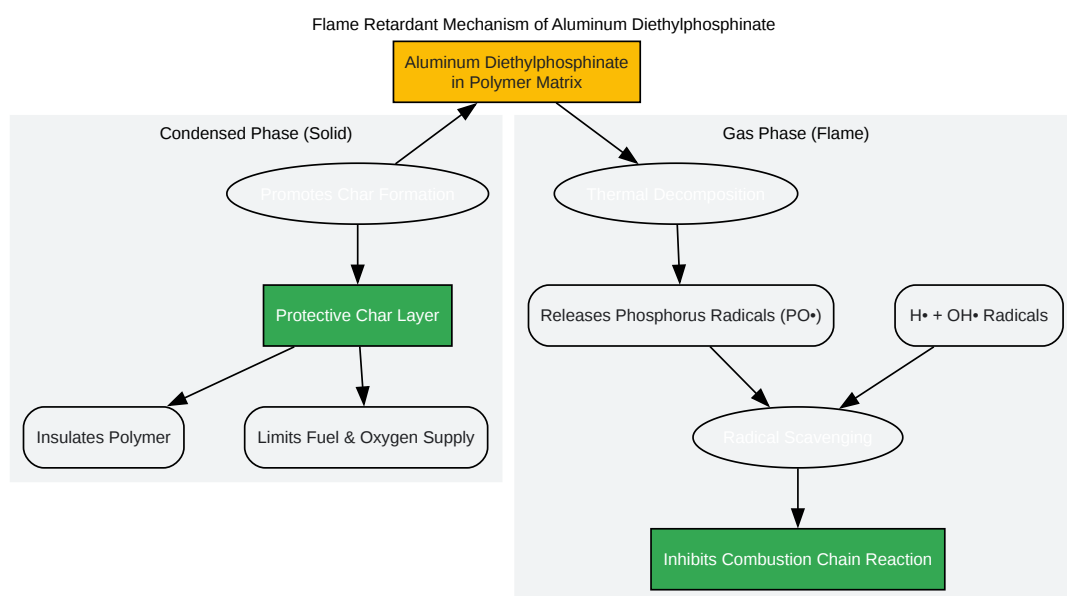 Flame Retardant Mechanism of Aluminum Diethylphosphinate
Aluminum Diethylphosphinate
in Polymer Matrix
Condensed Phase (Solid)
Promotes Char Formation
Protective Char Layer
Insulates Polymer
Limits Fuel & Oxygen Supply
Gas Phase (Flame)
Thermal Decomposition
Releases Phosphorus Radicals (PO•)
H• + OH• Radicals
Radical Scavenging
Inhibits Combustion Chain Reaction